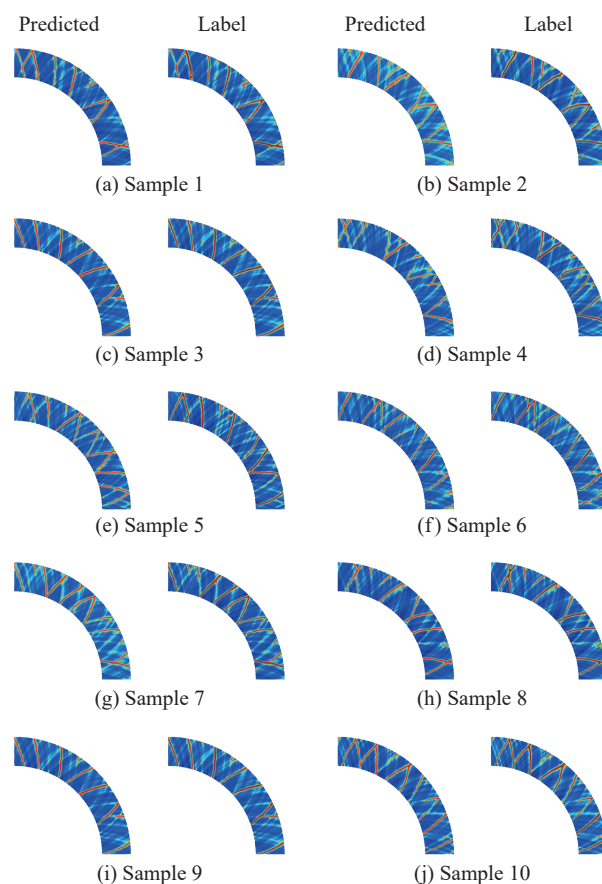 Predicted Label Predicted Label
(a) Sample 1 (b) Sample 2
(c) Sample 3 (d) Sample 4
(e) Sample 5 (f) Sample 6
(g) Sample 7 (h) Sample 8
(i) Sample 9 (j) Sample 10